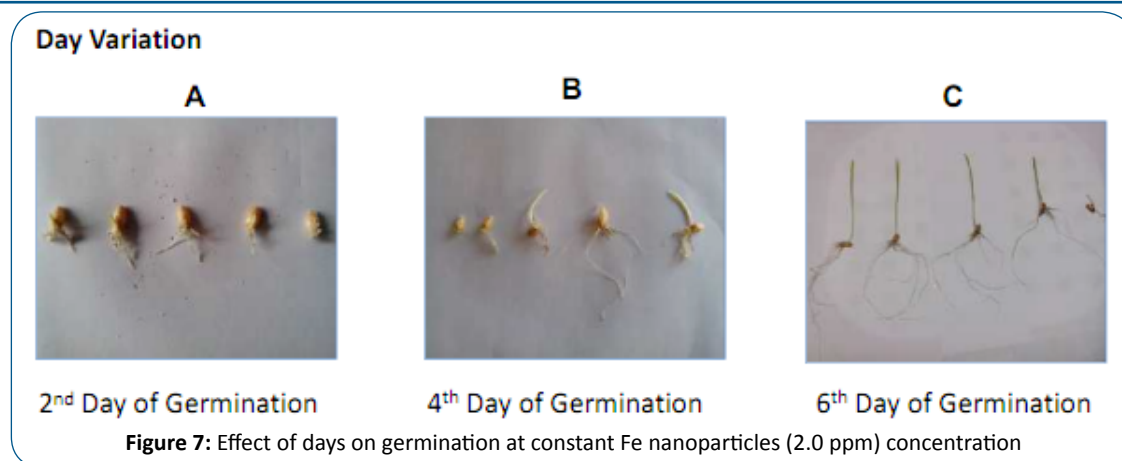 Day Variation
A B C
2nd Day of Germination 4th Day of Germination 6th Day of Germination
Figure 7: Effect of days on germination at constant Fe nanoparticles (2.0 ppm) concentration